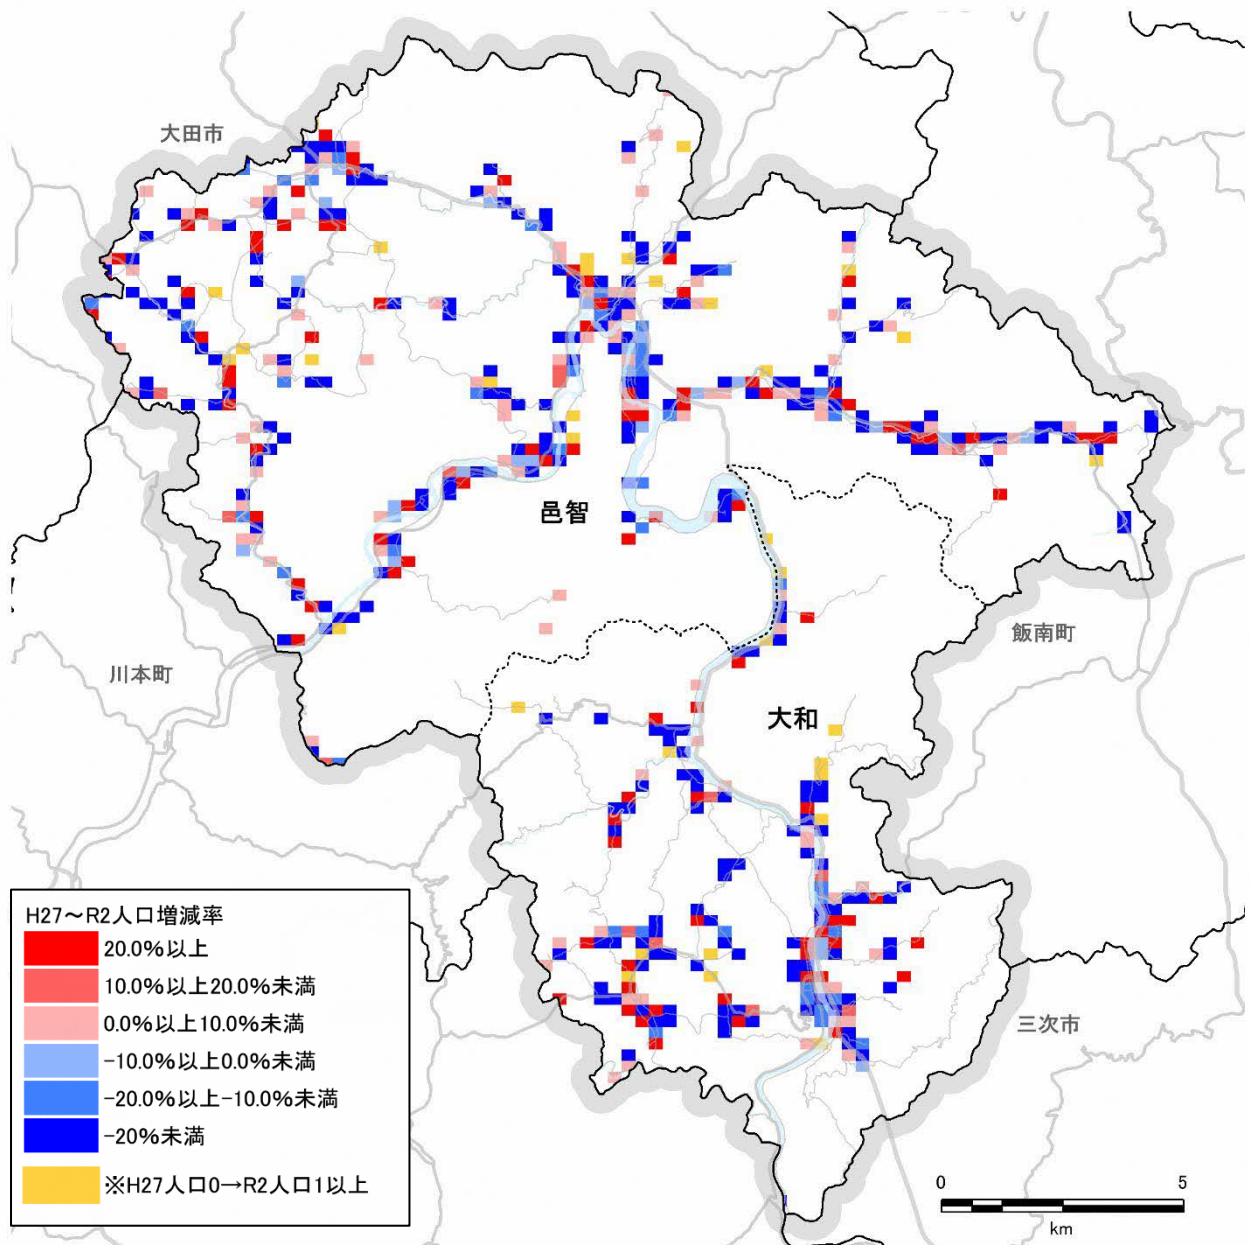 大田市
邑智
飯南町
川本町
大和
H27～R2人口増減率
20.0%以上
10.0%以上20.0%未満
0.0%以上10.0%未満
-10.0%以上0.0%未満
-20.0%以上-10.0%未満
-20%未満
※H27人口0→R2人口1以上
三次市
0 5
km